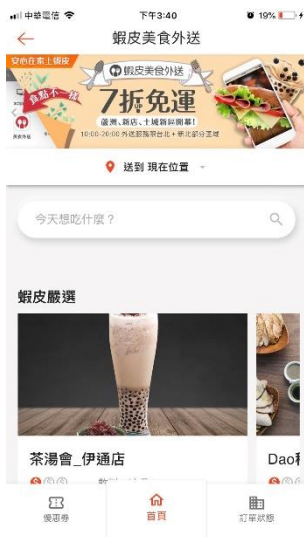 中華電信
下午3:40
19%
蝦皮美食外送
安心在家上蝦皮
蝦皮美食外送
食點不一樣
7折免運
蘆洲、新店、土城新區開幕!
10:00-20:00 外送服務限台北+新北部分區域
送到 現在位置
今天想吃什麼?
蝦皮嚴選
茶湯會_伊通店
優惠券
首頁
訂單狀態